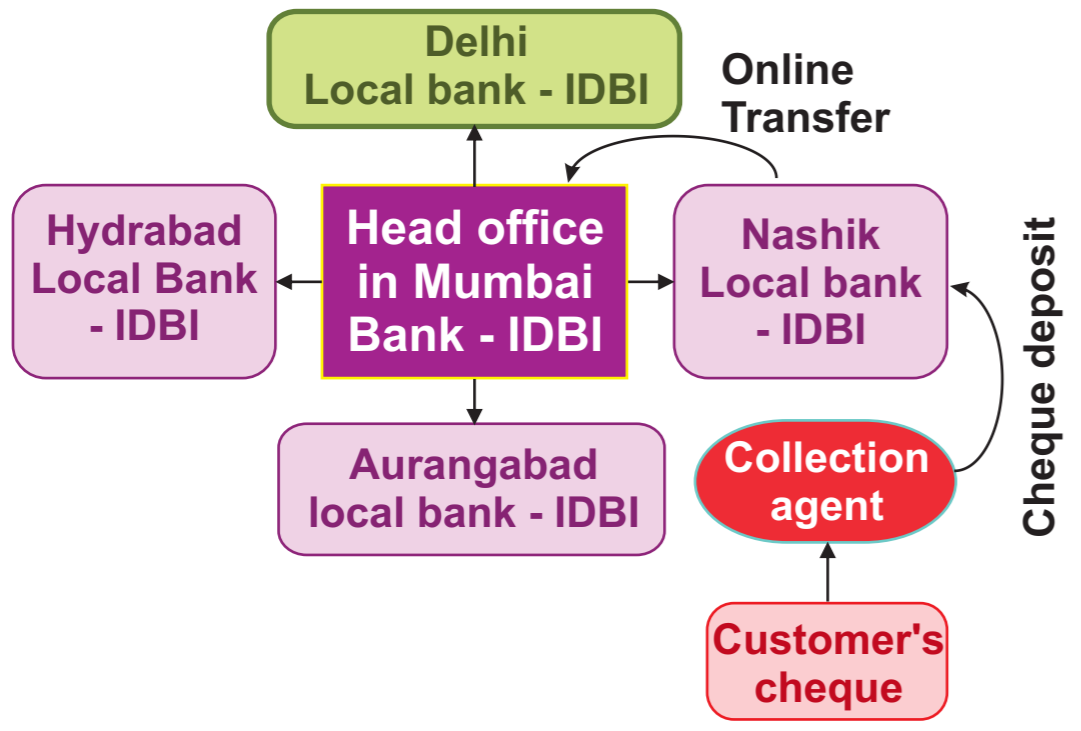 Delhi
Local bank - IDBI
Online
Transfer
Hydrabad
Local Bank
- IDBI
Head office
in Mumbai
Bank - IDBI
Nashik
Local bank
- IDBI
Cheque deposit
Aurangabad
local bank - IDBI
Collection
agent
Customer's
cheque